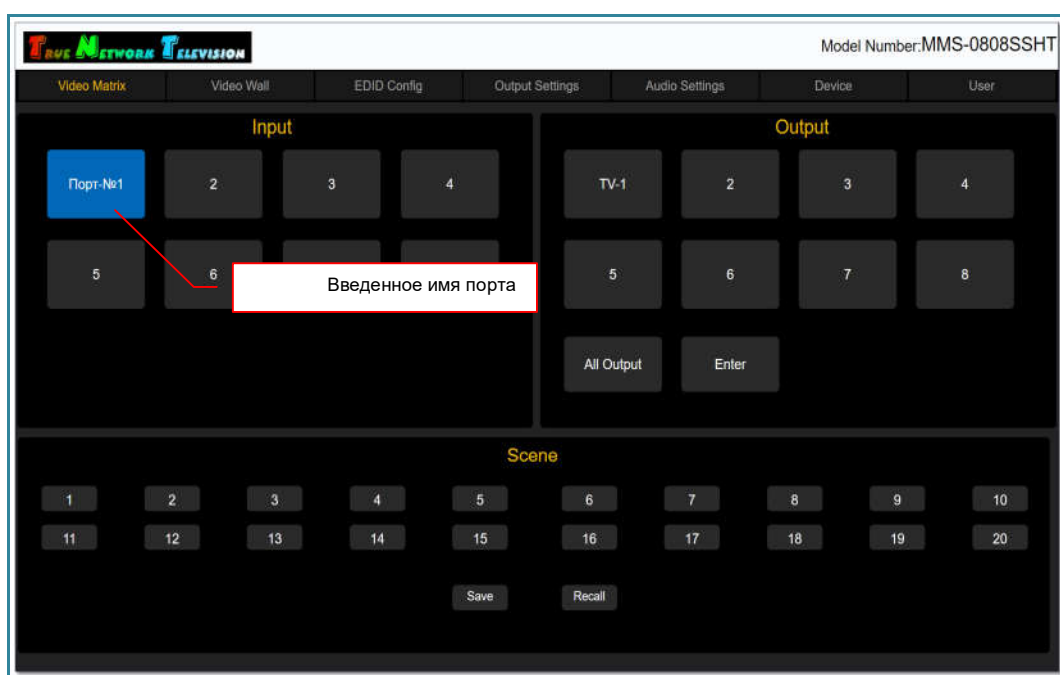 TRUE NETWORK TELEVISION
Model Number:MMS-0808SSHT
Video Matrix Video Wall EDID Config Output Settings Audio Settings Device User
Input Output
Порт-№1 2 3 4 TV-1 2 3 4
5 6 5 6 7 8
Введенное имя порта
All Output Enter
Scene
1 2 3 4 5 6 7 8 9 10
11 12 13 14 15 16 17 18 19 20
Save Recall